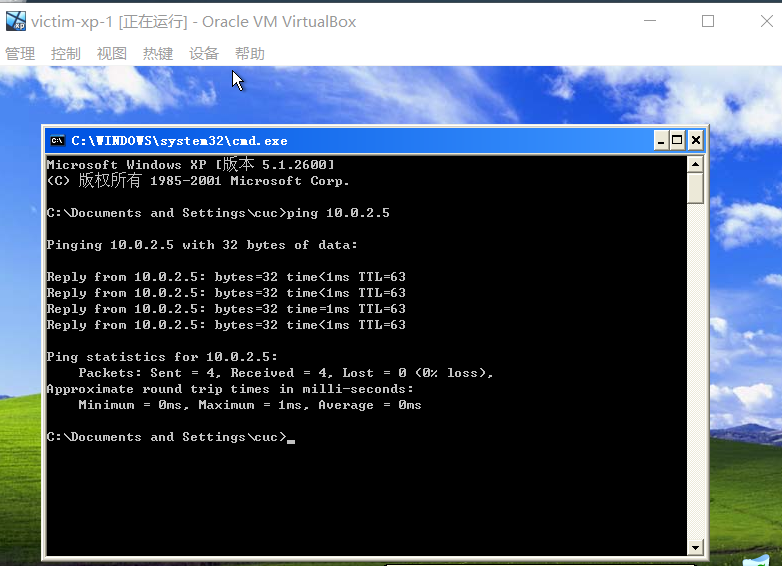 victim-xp-1 [正在运行] - Oracle VM VirtualBox
管理 控制 视图 热键 设备 帮助
C:\WINDOWS\system32\cmd.exe
Microsoft Windows XP [版本 5.1.2600]
(C) 版权所有 1985-2001 Microsoft Corp.
C:\Documents and Settings\cuc>ping 10.0.2.5
Pinging 10.0.2.5 with 32 bytes of data:
Reply from 10.0.2.5: bytes=32 time<1ms TTL=63
Reply from 10.0.2.5: bytes=32 time<1ms TTL=63
Reply from 10.0.2.5: bytes=32 time=1ms TTL=63
Reply from 10.0.2.5: bytes=32 time<1ms TTL=63
Ping statistics for 10.0.2.5:
Packets: Sent = 4, Received = 4, Lost = 0 (0% loss),
Approximate round trip times in milli-seconds:
Minimum = 0ms, Maximum = 1ms, Average = 0ms
C:\Documents and Settings\cuc>